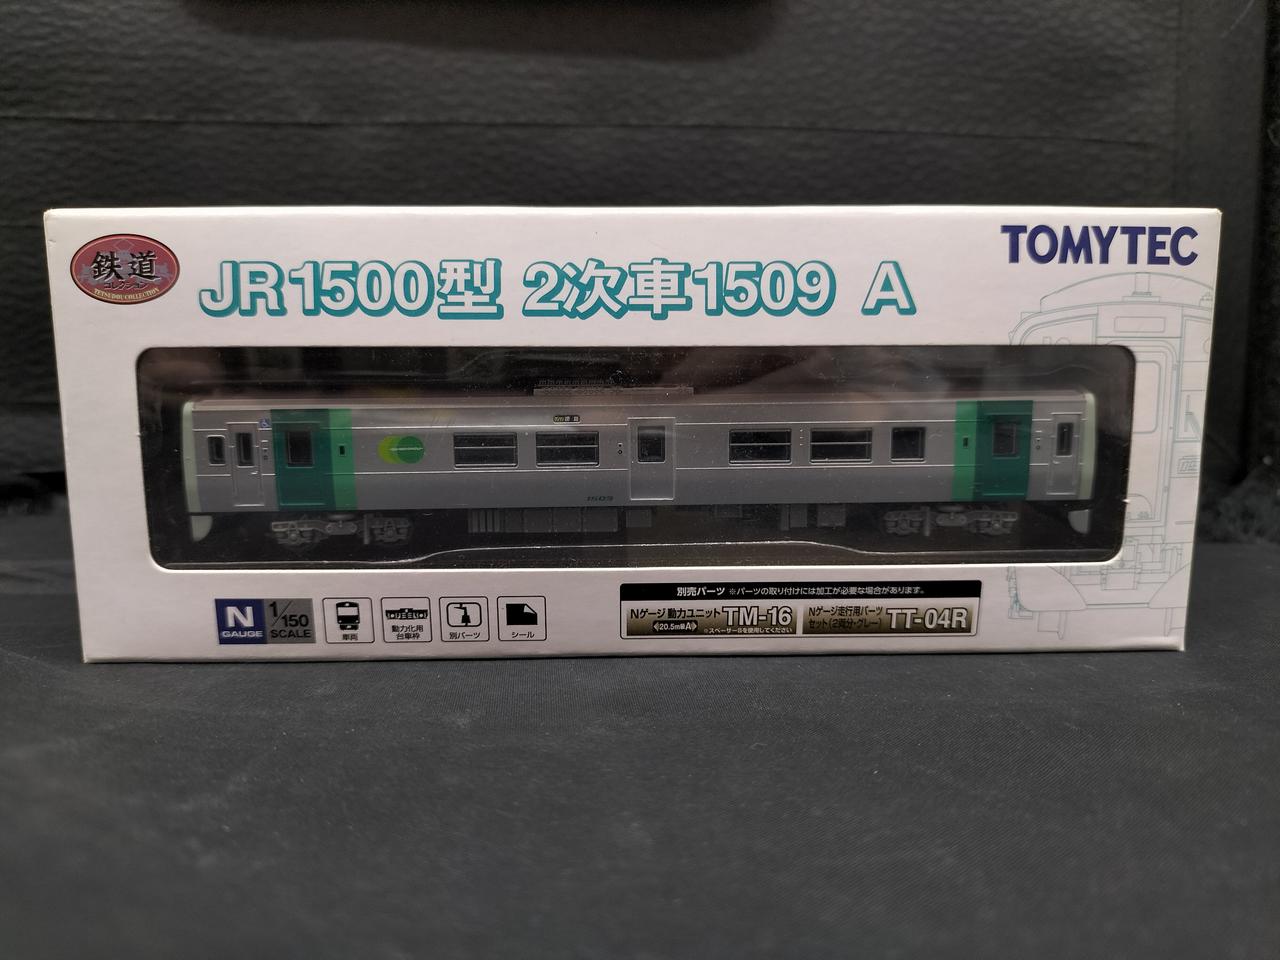 鉄道
コレクション
TETSUDOU COLLECTION
JR1500型 2次車1509 A
TOMYTEC
1509
N
GAUGE
1/150
SCALE
車両
動力化用
台車枠
別パーツ
シール
別売パーツ ※パーツの取り付けには加工が必要な場合があります。
Nゲージ 動力ユニット TM-16
20.5m級A
※スペーサーBを使用してください
Nゲージ走行用パーツ
セット(2両分・グレー) TT-04R